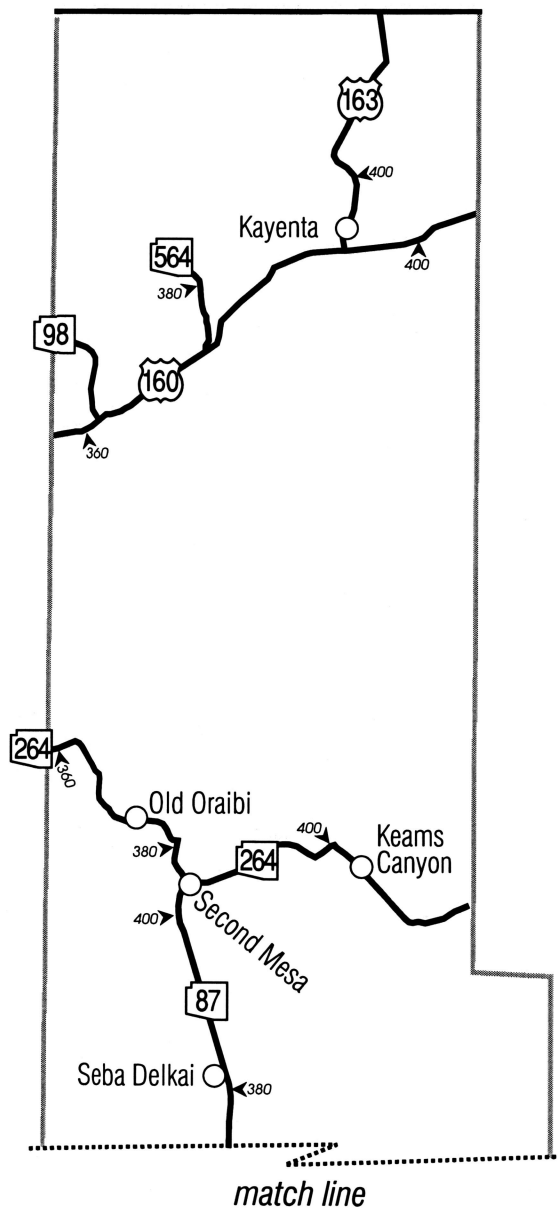 163
400
Kayenta
564
380
400
98
160
360
264
360
Old Oraibi
380
264
400
Keams
Canyon
Second Mesa
400
87
Seba Delkai
380
match line